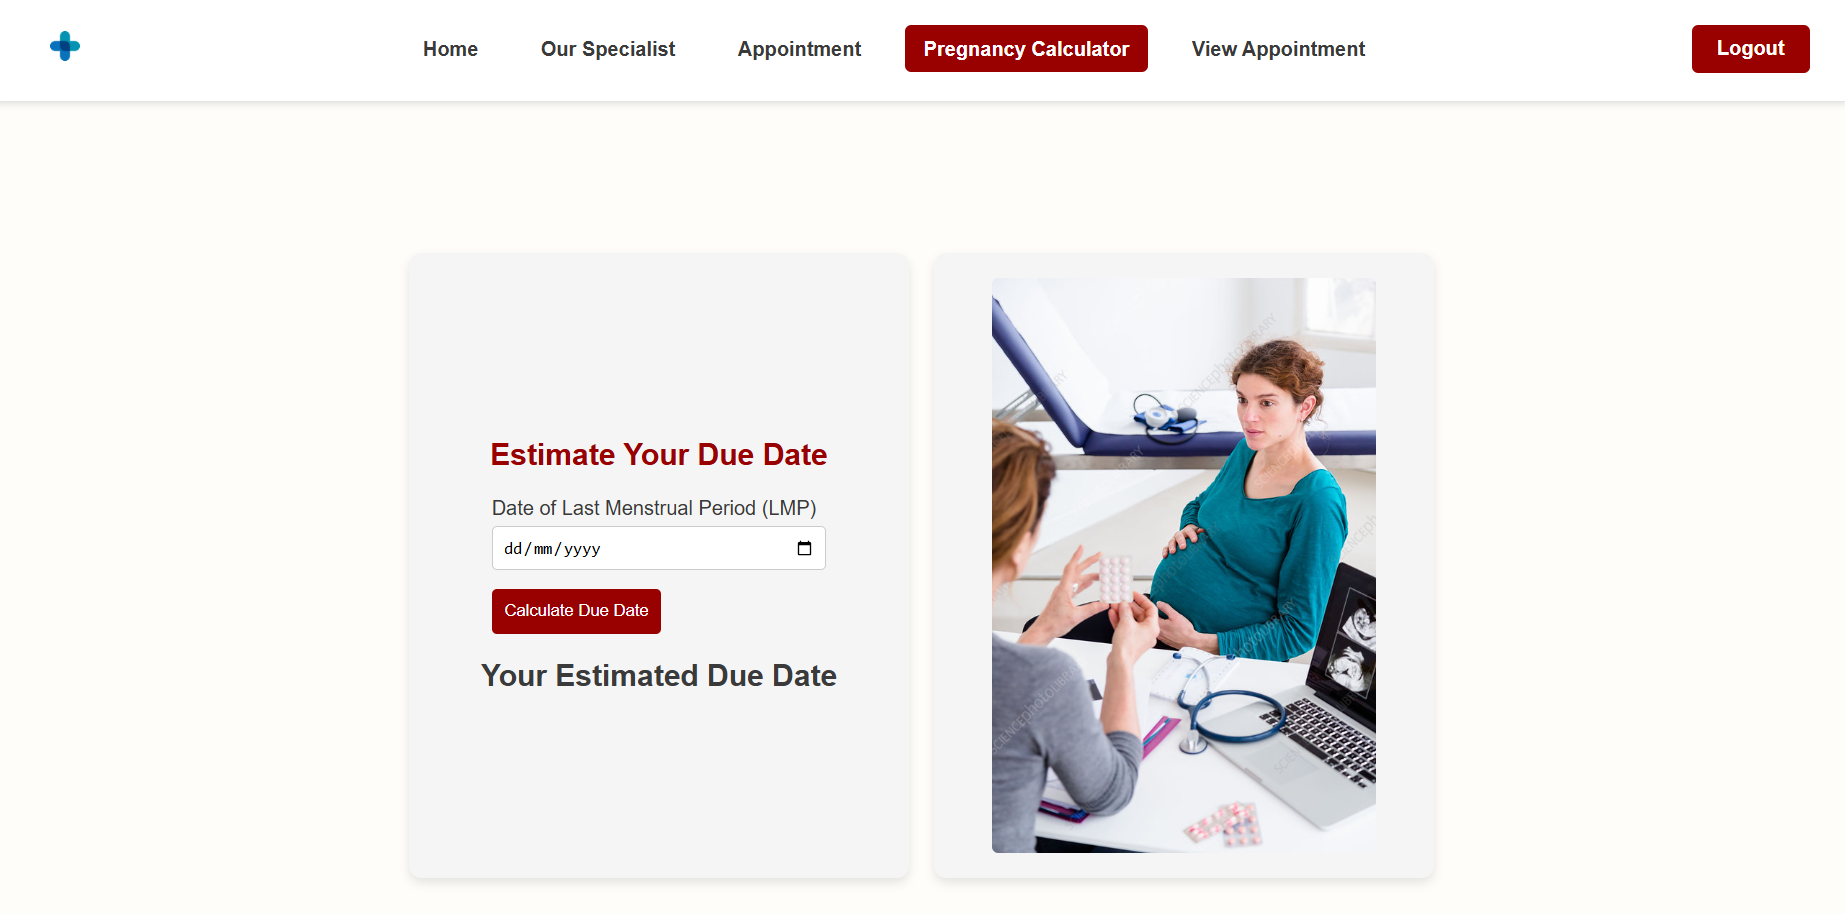 Home
Our Specialist
Appointment
Pregnancy Calculator
View Appointment
Logout
Estimate Your Due Date
Date of Last Menstrual Period (LMP)
dd/mm/yyyy
Calculate Due Date
Your Estimated Due Date
SCIENCEphotoLIBRARY